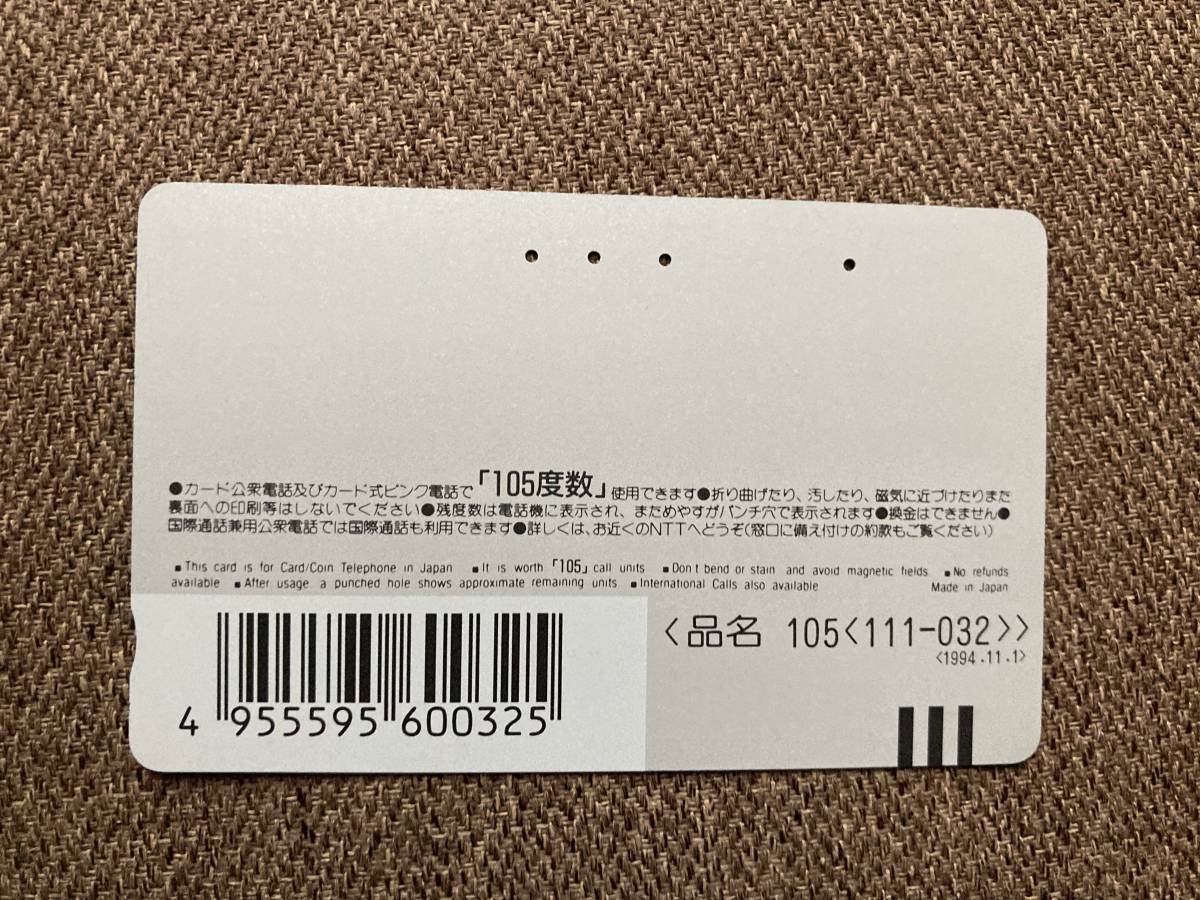 ●カード公衆電話及びカード式ピンク電話で「105度数」使用できます●折り曲げたり、汚したり、磁気に近づけたりまた
裏面への印刷等はしないでください●残度数は電話機に表示され、まためやすがパンチ穴で表示されます●換金はできません●
国際通話兼用公衆電話では国際通話も利用できます●詳しくは、お近くのNTTへどうぞ(窓口に備え付けの約款もご覧ください)
■This card is for Card/Coin Telephone in Japan ■It is worth「105」call units ■Don't bend or stain and avoid magnetic fields ■No refunds
available ■After usage a punched hole shows approximate remaining units ■International Calls also available Made in Japan
〈品名 105〈111-032〉〉
〈1994.11.1〉
4 955595 600325